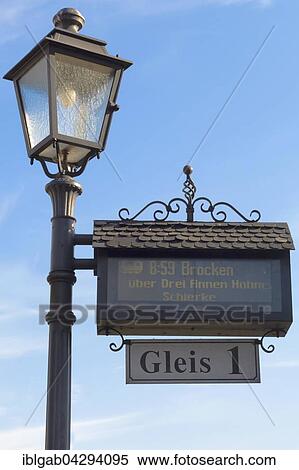 8:59 Brocken
über Drei Annen Hohne
Schierke
FOTOSEARCH
Gleis 1
iblgab04294095 www.fotosearch.com